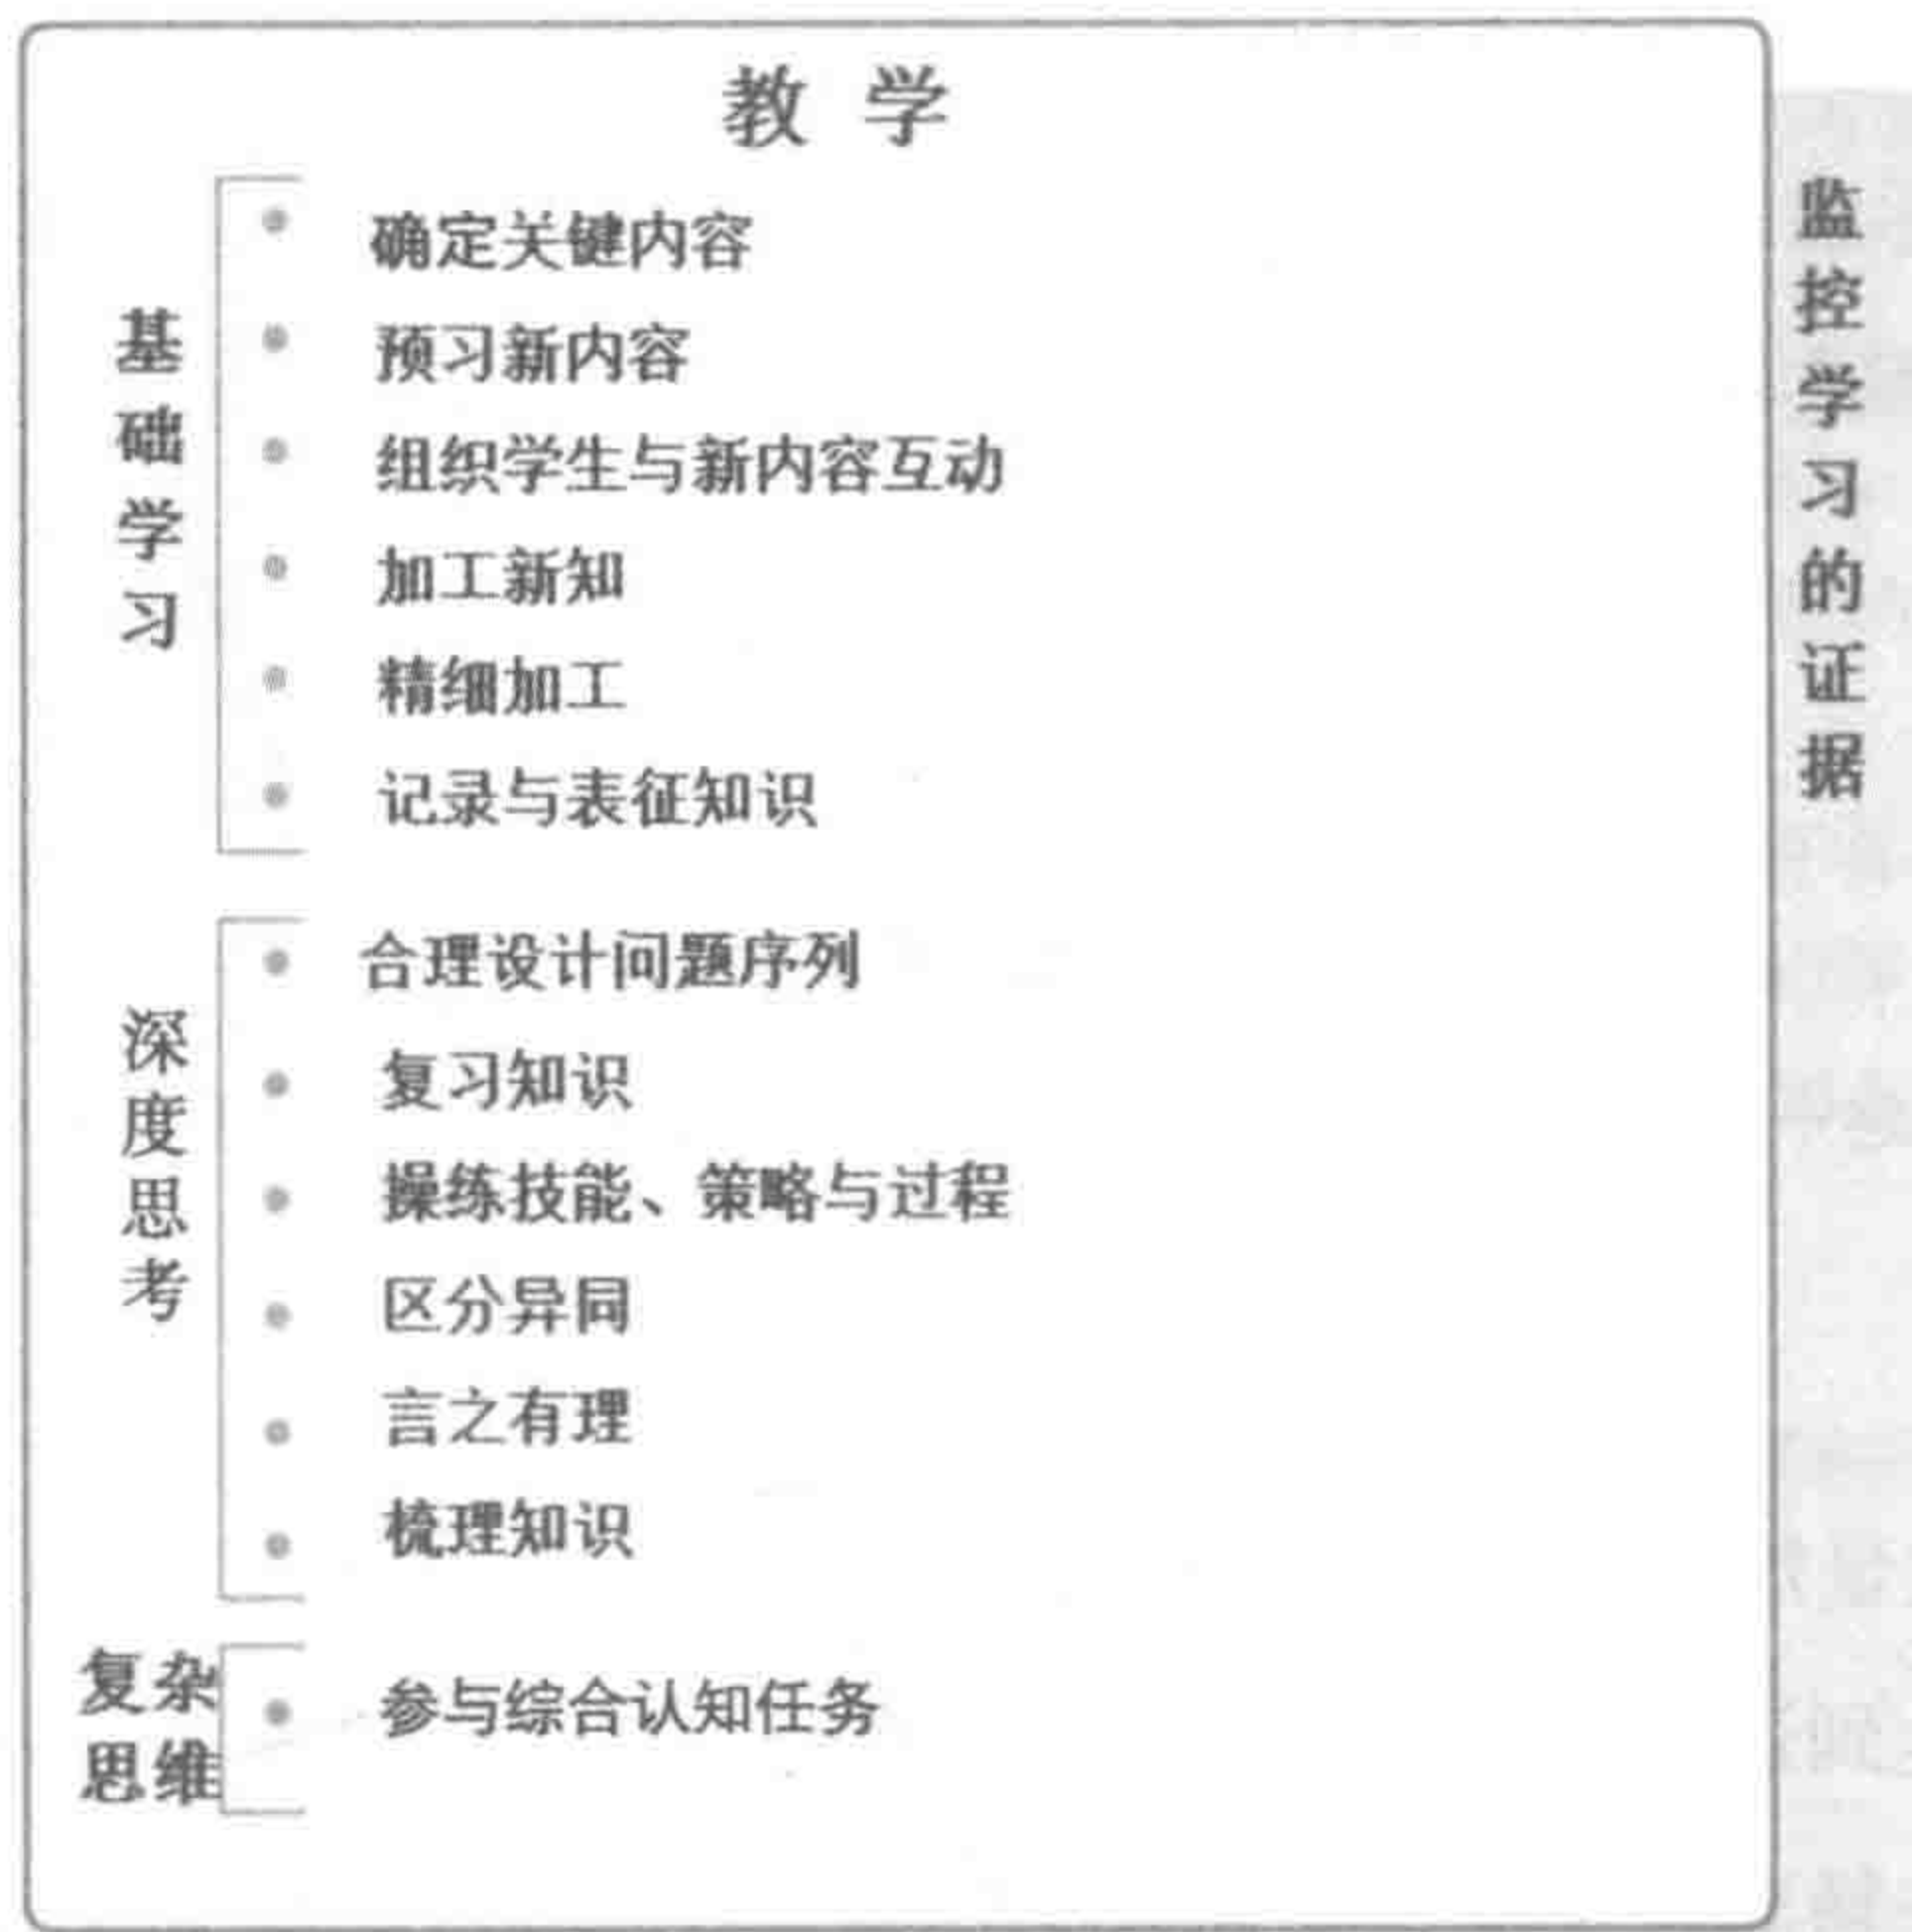 教 学
基础学习
确定关键内容
预习新内容
组织学生与新内容互动
加工新知
精细加工
记录与表征知识
深度思考
合理设计问题序列
复习知识
操练技能、策略与过程
区分异同
言之有理
梳理知识
复杂
思维
参与综合认知任务
监控学习的证据